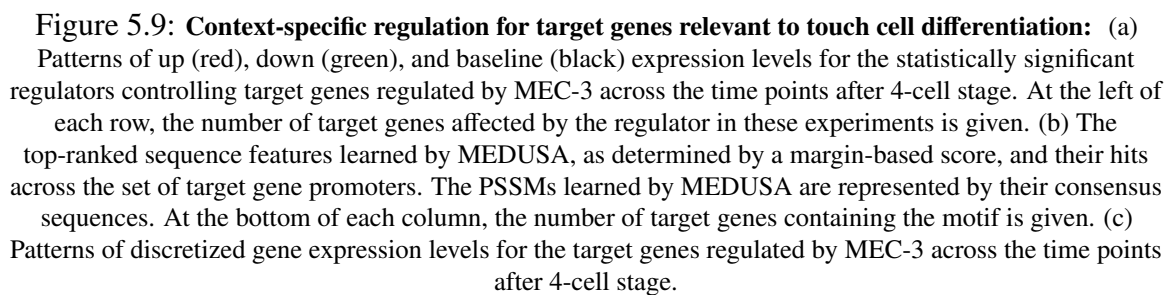 Figure 5.9: Context-specific regulation for target genes relevant to touch cell differentiation: (a)
Patterns of up (red), down (green), and baseline (black) expression levels for the statistically significant
regulators controlling target genes regulated by MEC-3 across the time points after 4-cell stage. At the left of
each row, the number of target genes affected by the regulator in these experiments is given. (b) The
top-ranked sequence features learned by MEDUSA, as determined by a margin-based score, and their hits
across the set of target gene promoters. The PSSMs learned by MEDUSA are represented by their consensus
sequences. At the bottom of each column, the number of target genes containing the motif is given. (c)
Patterns of discretized gene expression levels for the target genes regulated by MEC-3 across the time points
after 4-cell stage.